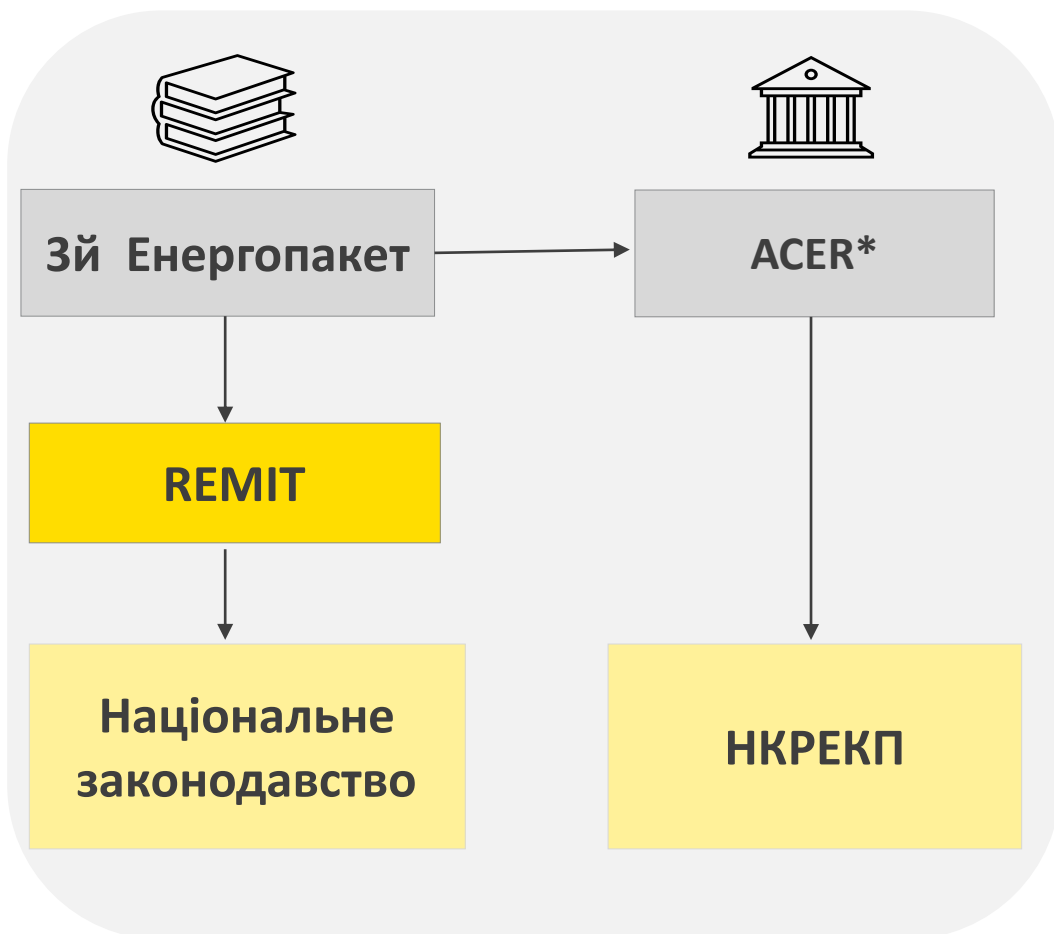 3й Енергопакет
ACER*
REMIT
Національне
законодавство
НКРЕКП